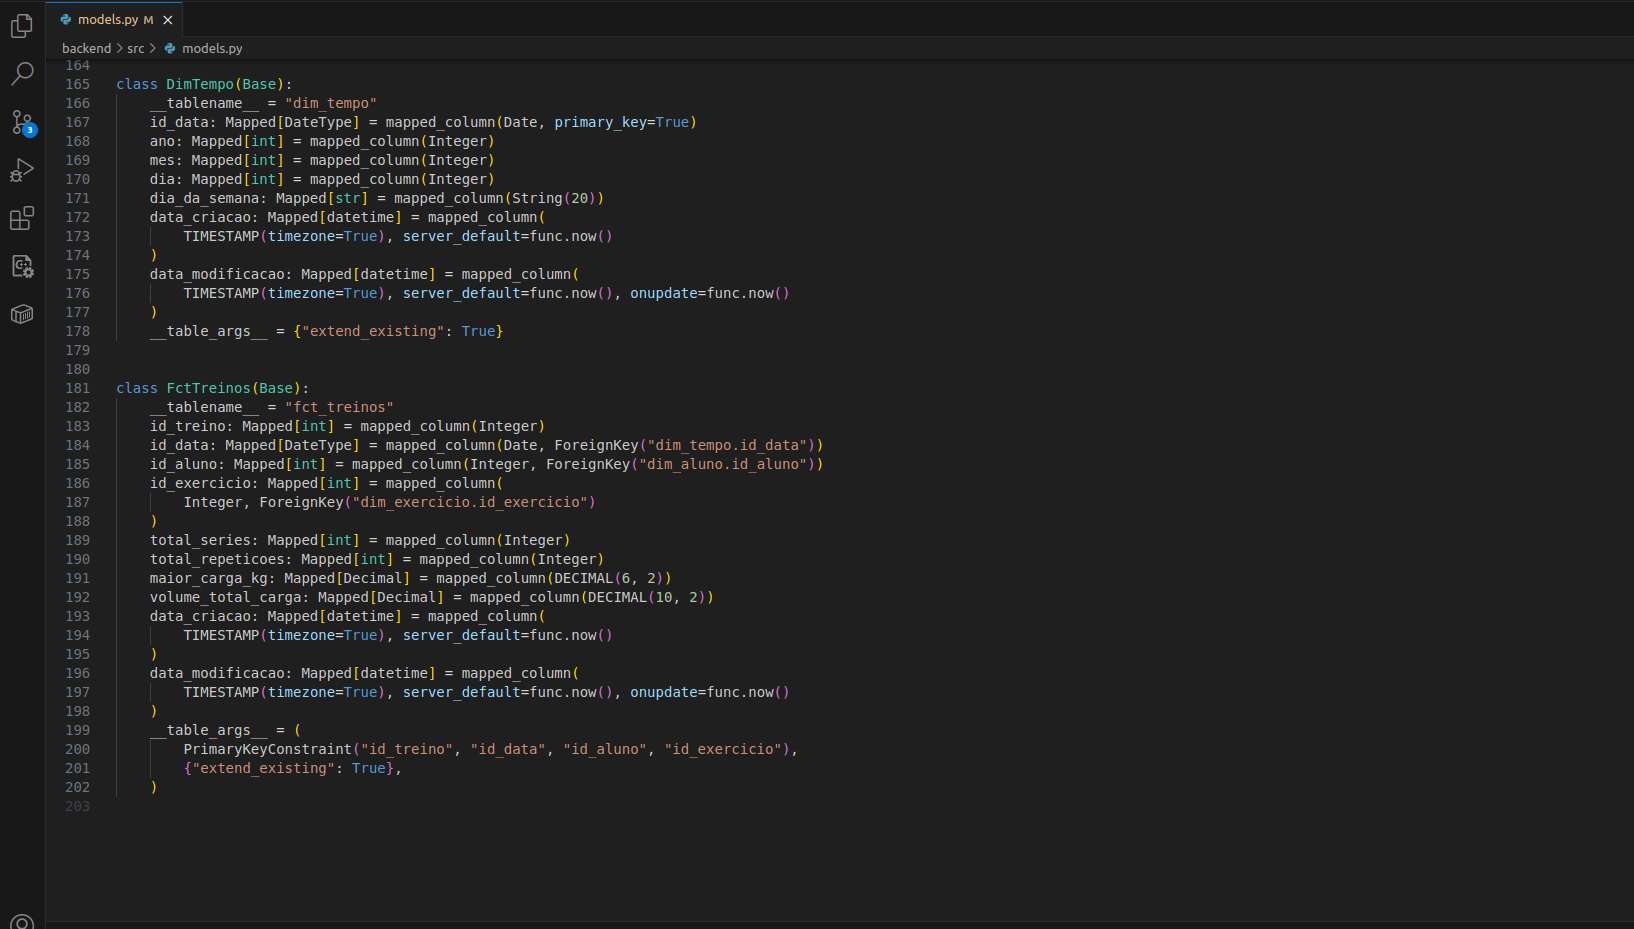 models.py M ×
backend > src > models.py
3
164
165 class DimTempo(Base):
166     __tablename__ = "dim_tempo"
167     id_data: Mapped[DateType] = mapped_column(Date, primary_key=True)
168     ano: Mapped[int] = mapped_column(Integer)
169     mes: Mapped[int] = mapped_column(Integer)
170     dia: Mapped[int] = mapped_column(Integer)
171     dia_da_semana: Mapped[str] = mapped_column(String(20))
172     data_criacao: Mapped[datetime] = mapped_column(
173         TIMESTAMP(timezone=True), server_default=func.now()
174     )
175     data_modificacao: Mapped[datetime] = mapped_column(
176         TIMESTAMP(timezone=True), server_default=func.now(), onupdate=func.now()
177     )
178     __table_args__ = {"extend_existing": True}
179
180
181 class FctTreinos(Base):
182     __tablename__ = "fct_treinos"
183     id_treino: Mapped[int] = mapped_column(Integer)
184     id_data: Mapped[DateType] = mapped_column(Date, ForeignKey("dim_tempo.id_data"))
185     id_aluno: Mapped[int] = mapped_column(Integer, ForeignKey("dim_aluno.id_aluno"))
186     id_exercicio: Mapped[int] = mapped_column(
187         Integer, ForeignKey("dim_exercicio.id_exercicio")
188     )
189     total_series: Mapped[int] = mapped_column(Integer)
190     total_repeticoes: Mapped[int] = mapped_column(Integer)
191     maior_carga_kg: Mapped[Decimal] = mapped_column(DECIMAL(6, 2))
192     volume_total_carga: Mapped[Decimal] = mapped_column(DECIMAL(10, 2))
193     data_criacao: Mapped[datetime] = mapped_column(
194         TIMESTAMP(timezone=True), server_default=func.now()
195     )
196     data_modificacao: Mapped[datetime] = mapped_column(
197         TIMESTAMP(timezone=True), server_default=func.now(), onupdate=func.now()
198     )
199     __table_args__ = (
200         PrimaryKeyConstraint("id_treino", "id_data", "id_aluno", "id_exercicio"),
201         {"extend_existing": True},
202     )
203